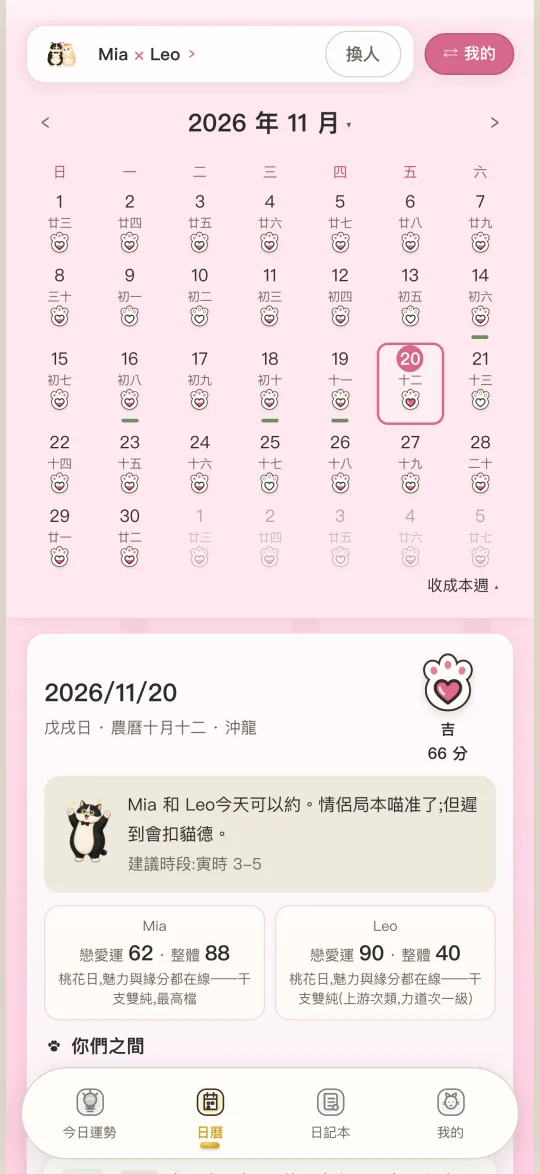 Mia × Leo >
換人
⇄ 我的
<
2026 年 11 月 ▾
>
日 一 二 三 四 五 六
1 2 3 4 5 6 7
廿三 廿四 廿五 廿六 廿七 廿八 廿九
8 9 10 11 12 13 14
三十 初一 初二 初三 初四 初五 初六
15 16 17 18 19 20 21
初七 初八 初九 初十 十一 十二 十三
22 23 24 25 26 27 28
十四 十五 十六 十七 十八 十九 二十
29 30 1 2 3 4 5
廿一 廿二 廿三 廿四 廿五 廿六 廿七
收成本週 ▴
2026/11/20
戊戌日 · 農曆十月十二 · 沖龍
吉
66 分
Mia 和 Leo今天可以約。情侶局本喵准了;但遲
到會扣貓德。
建議時段:寅時 3–5
Mia
戀愛運 62 · 整體 88
桃花日,魅力與緣分都在線——干
支雙純,最高檔
Leo
戀愛運 90 · 整體 40
桃花日,魅力與緣分都在線——干
支雙純(上游次類,力道次一級)
你們之間
今日運勢
日曆
日記本
我的